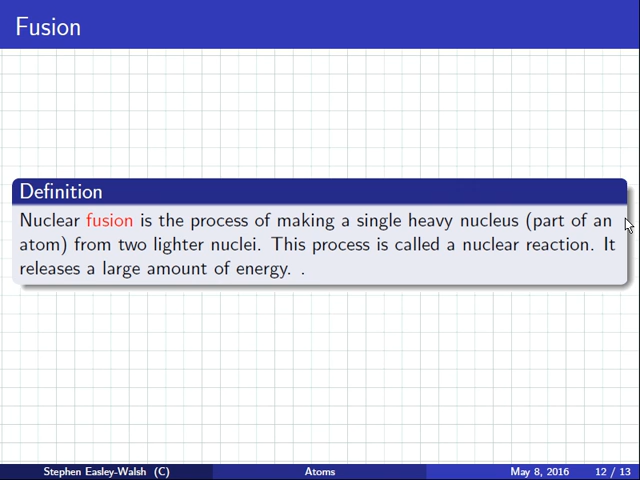 Fusion
Definition
Nuclear fusion is the process of making a single heavy nucleus (part of an
atom) from two lighter nuclei. This process is called a nuclear reaction. It
releases a large amount of energy. .
Stephen Easley-Walsh (C) Atoms May 8, 2016 12 / 13